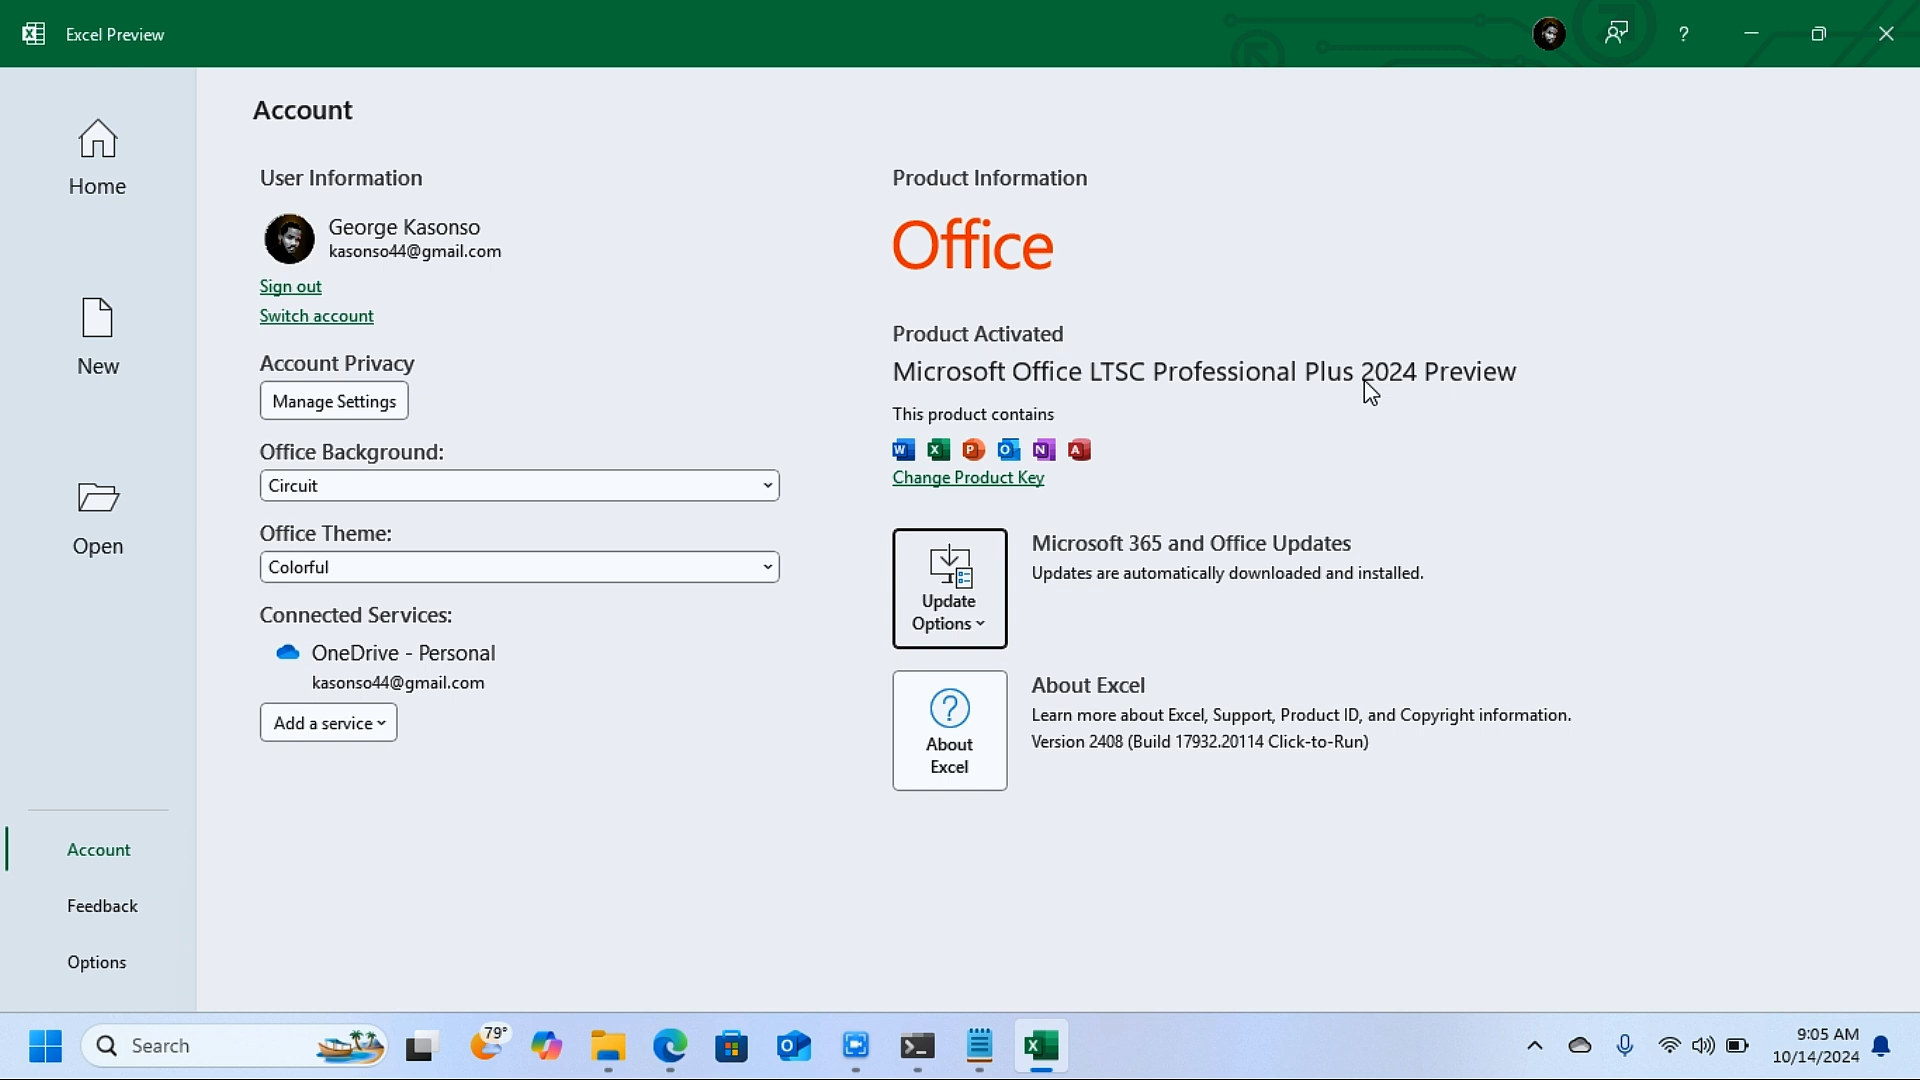 Excel Preview
?
Home
New
Open
Account
Feedback
Options
Account
User Information
George Kasonso
kasonso44@gmail.com
Sign out
Switch account
Account Privacy
Manage Settings
Office Background:
Circuit
Office Theme:
Colorful
Connected Services:
OneDrive - Personal
kasonso44@gmail.com
Add a service
Product Information
Office
Product Activated
Microsoft Office LTSC Professional Plus 2024 Preview
This product contains
W X P O N A
Change Product Key
Update
Options
Microsoft 365 and Office Updates
Updates are automatically downloaded and installed.
About
Excel
About Excel
Learn more about Excel, Support, Product ID, and Copyright information.
Version 2408 (Build 17932.20114 Click-to-Run)
Search
79°
9:05 AM
10/14/2024